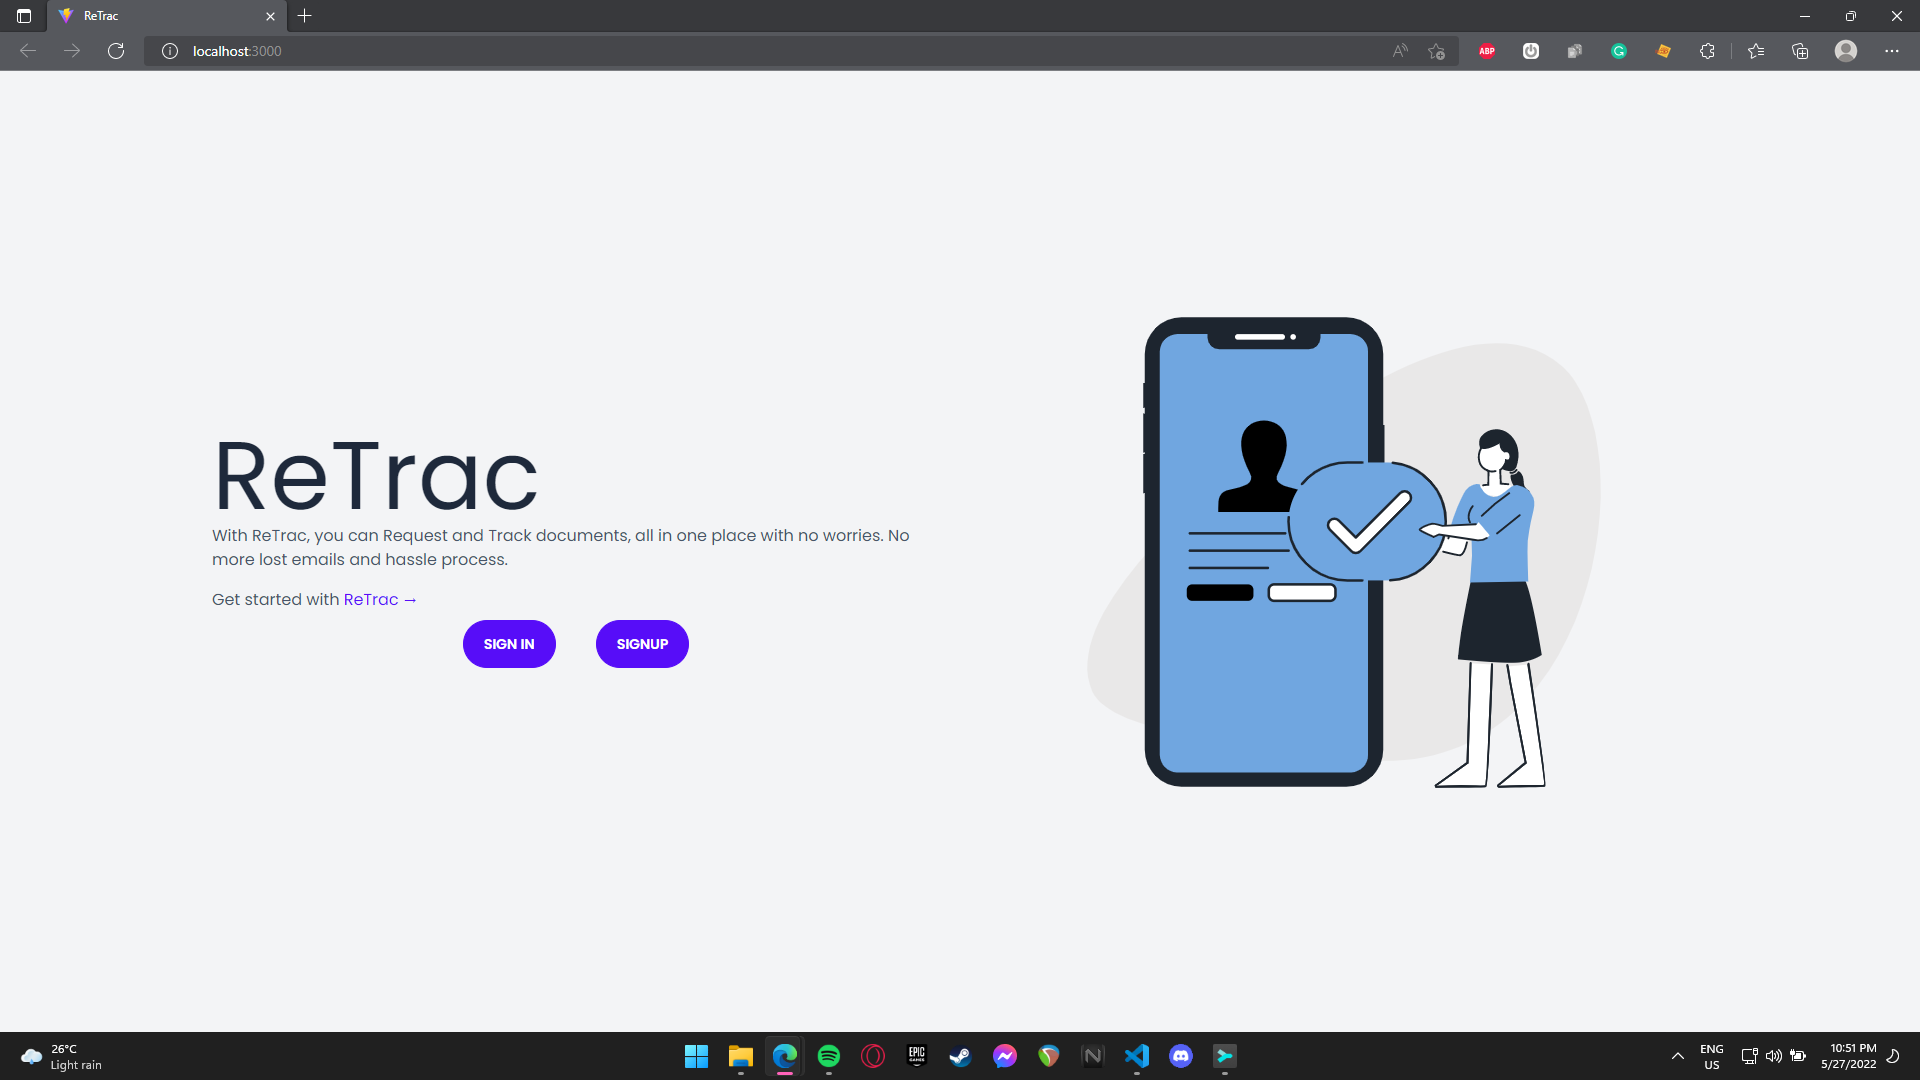 ReTrac
localhost:3000
ABP
ReTrac
With ReTrac, you can Request and Track documents, all in one place with no worries. No
more lost emails and hassle process.
Get started with ReTrac →
SIGN IN
SIGNUP
26°C
Light rain
EPIC
GAMES
ENG
US
10:51 PM
5/27/2022